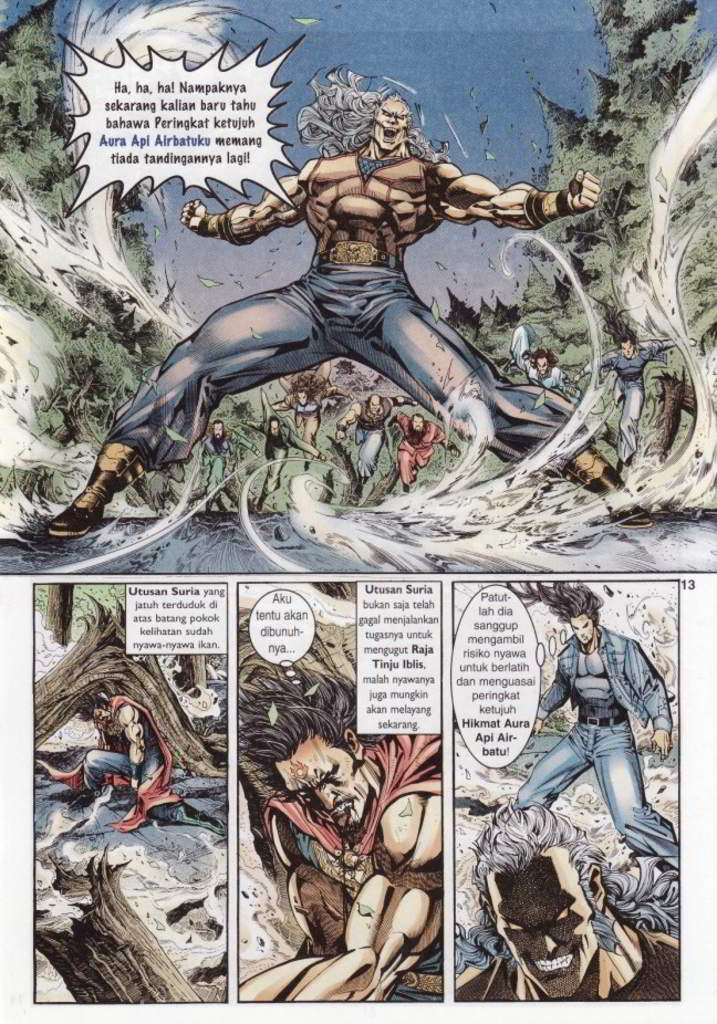 Ha, ha, ha! Nampaknya
sekarang kalian baru tahu
bahawa Peringkat ketujuh
Aura Api Airbatuku memang
tiada tandingannya lagi!
13
Utusan Suria yang
jatuh terduduk di
atas batang pokok
kelihatan sudah
nyawa-nyawa ikan.
Aku
tentu akan
dibunuh-
nya...
Utusan Suria
bukan saja telah
gagal menjalankan
tugasnya untuk
mengugut Raja
Tinju Iblis,
malah nyawanya
juga mungkin
akan melayang
sekarang.
Patut-
lah dia
sanggup
mengambil
risiko nyawa
untuk berlatih
dan menguasai
peringkat
ketujuh
Hikmat Aura
Api Air-
batu!